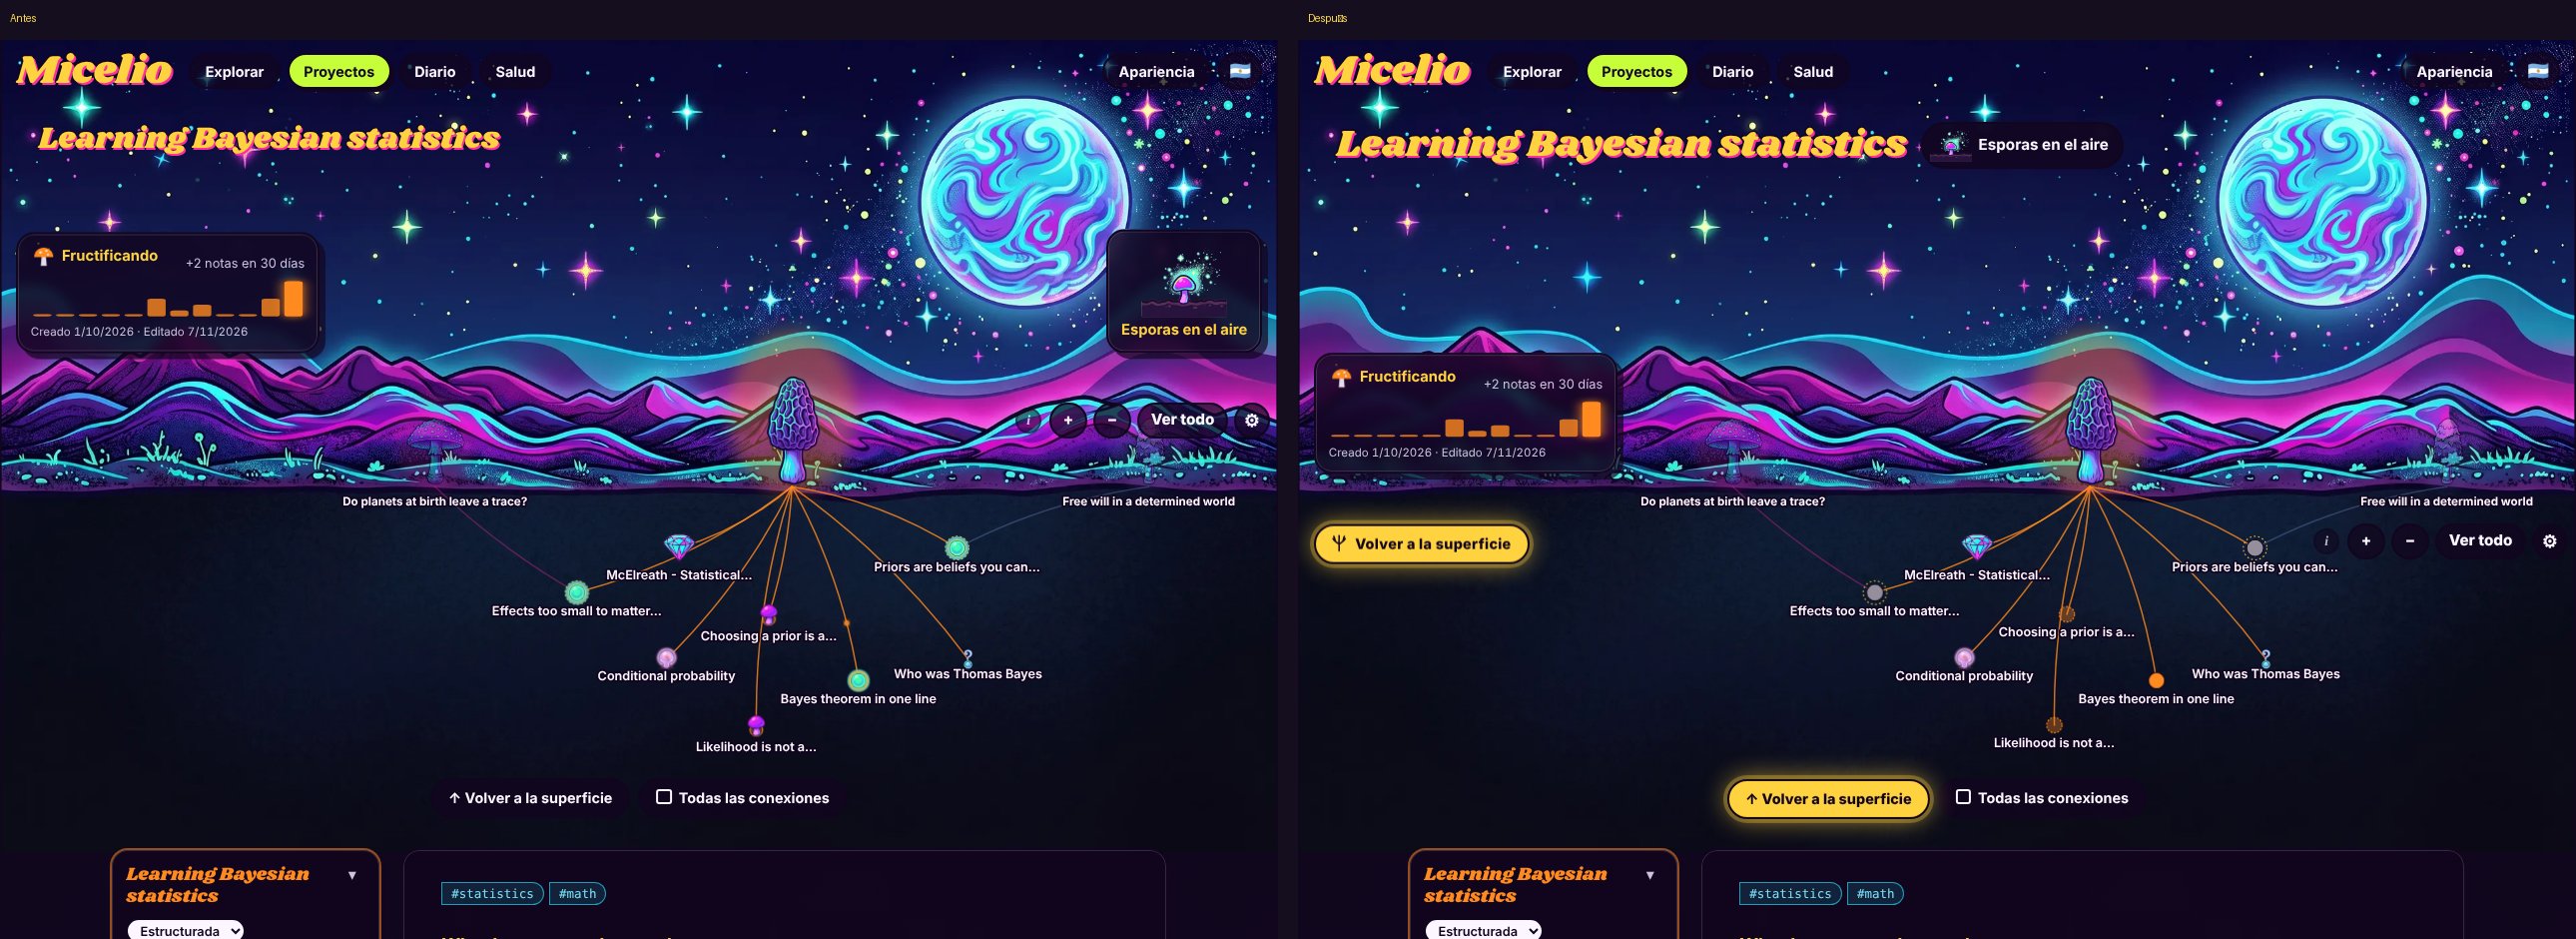 Antes
Micelio
Explorar
Proyectos
Diario
Salud
Apariencia
Learning Bayesian statistics
Fructificando
+2 notas en 30 días
Creado 1/10/2026 · Editado 7/11/2026
Esporas en el aire
i
+
−
Ver todo
Do planets at birth leave a trace?
Free will in a determined world
McElreath - Statistical...
Priors are beliefs you can...
Effects too small to matter...
Choosing a prior is a...
Conditional probability
Who was Thomas Bayes
Bayes theorem in one line
Likelihood is not a...
↑ Volver a la superficie
Todas las conexiones
Learning Bayesian
statistics
▼
#statistics
#math
Estructurada
Micelio
Explorar
Proyectos
Diario
Salud
Apariencia
Learning Bayesian statistics
Esporas en el aire
Fructificando
+2 notas en 30 días
Creado 1/10/2026 · Editado 7/11/2026
Do planets at birth leave a trace?
Free will in a determined world
Volver a la superficie
i
+
−
Ver todo
McElreath - Statistical...
Priors are beliefs you can...
Effects too small to matter...
Choosing a prior is a...
Conditional probability
Who was Thomas Bayes
Bayes theorem in one line
Likelihood is not a...
↑ Volver a la superficie
Todas las conexiones
Learning Bayesian
statistics
▼
#statistics
#math
Estructurada